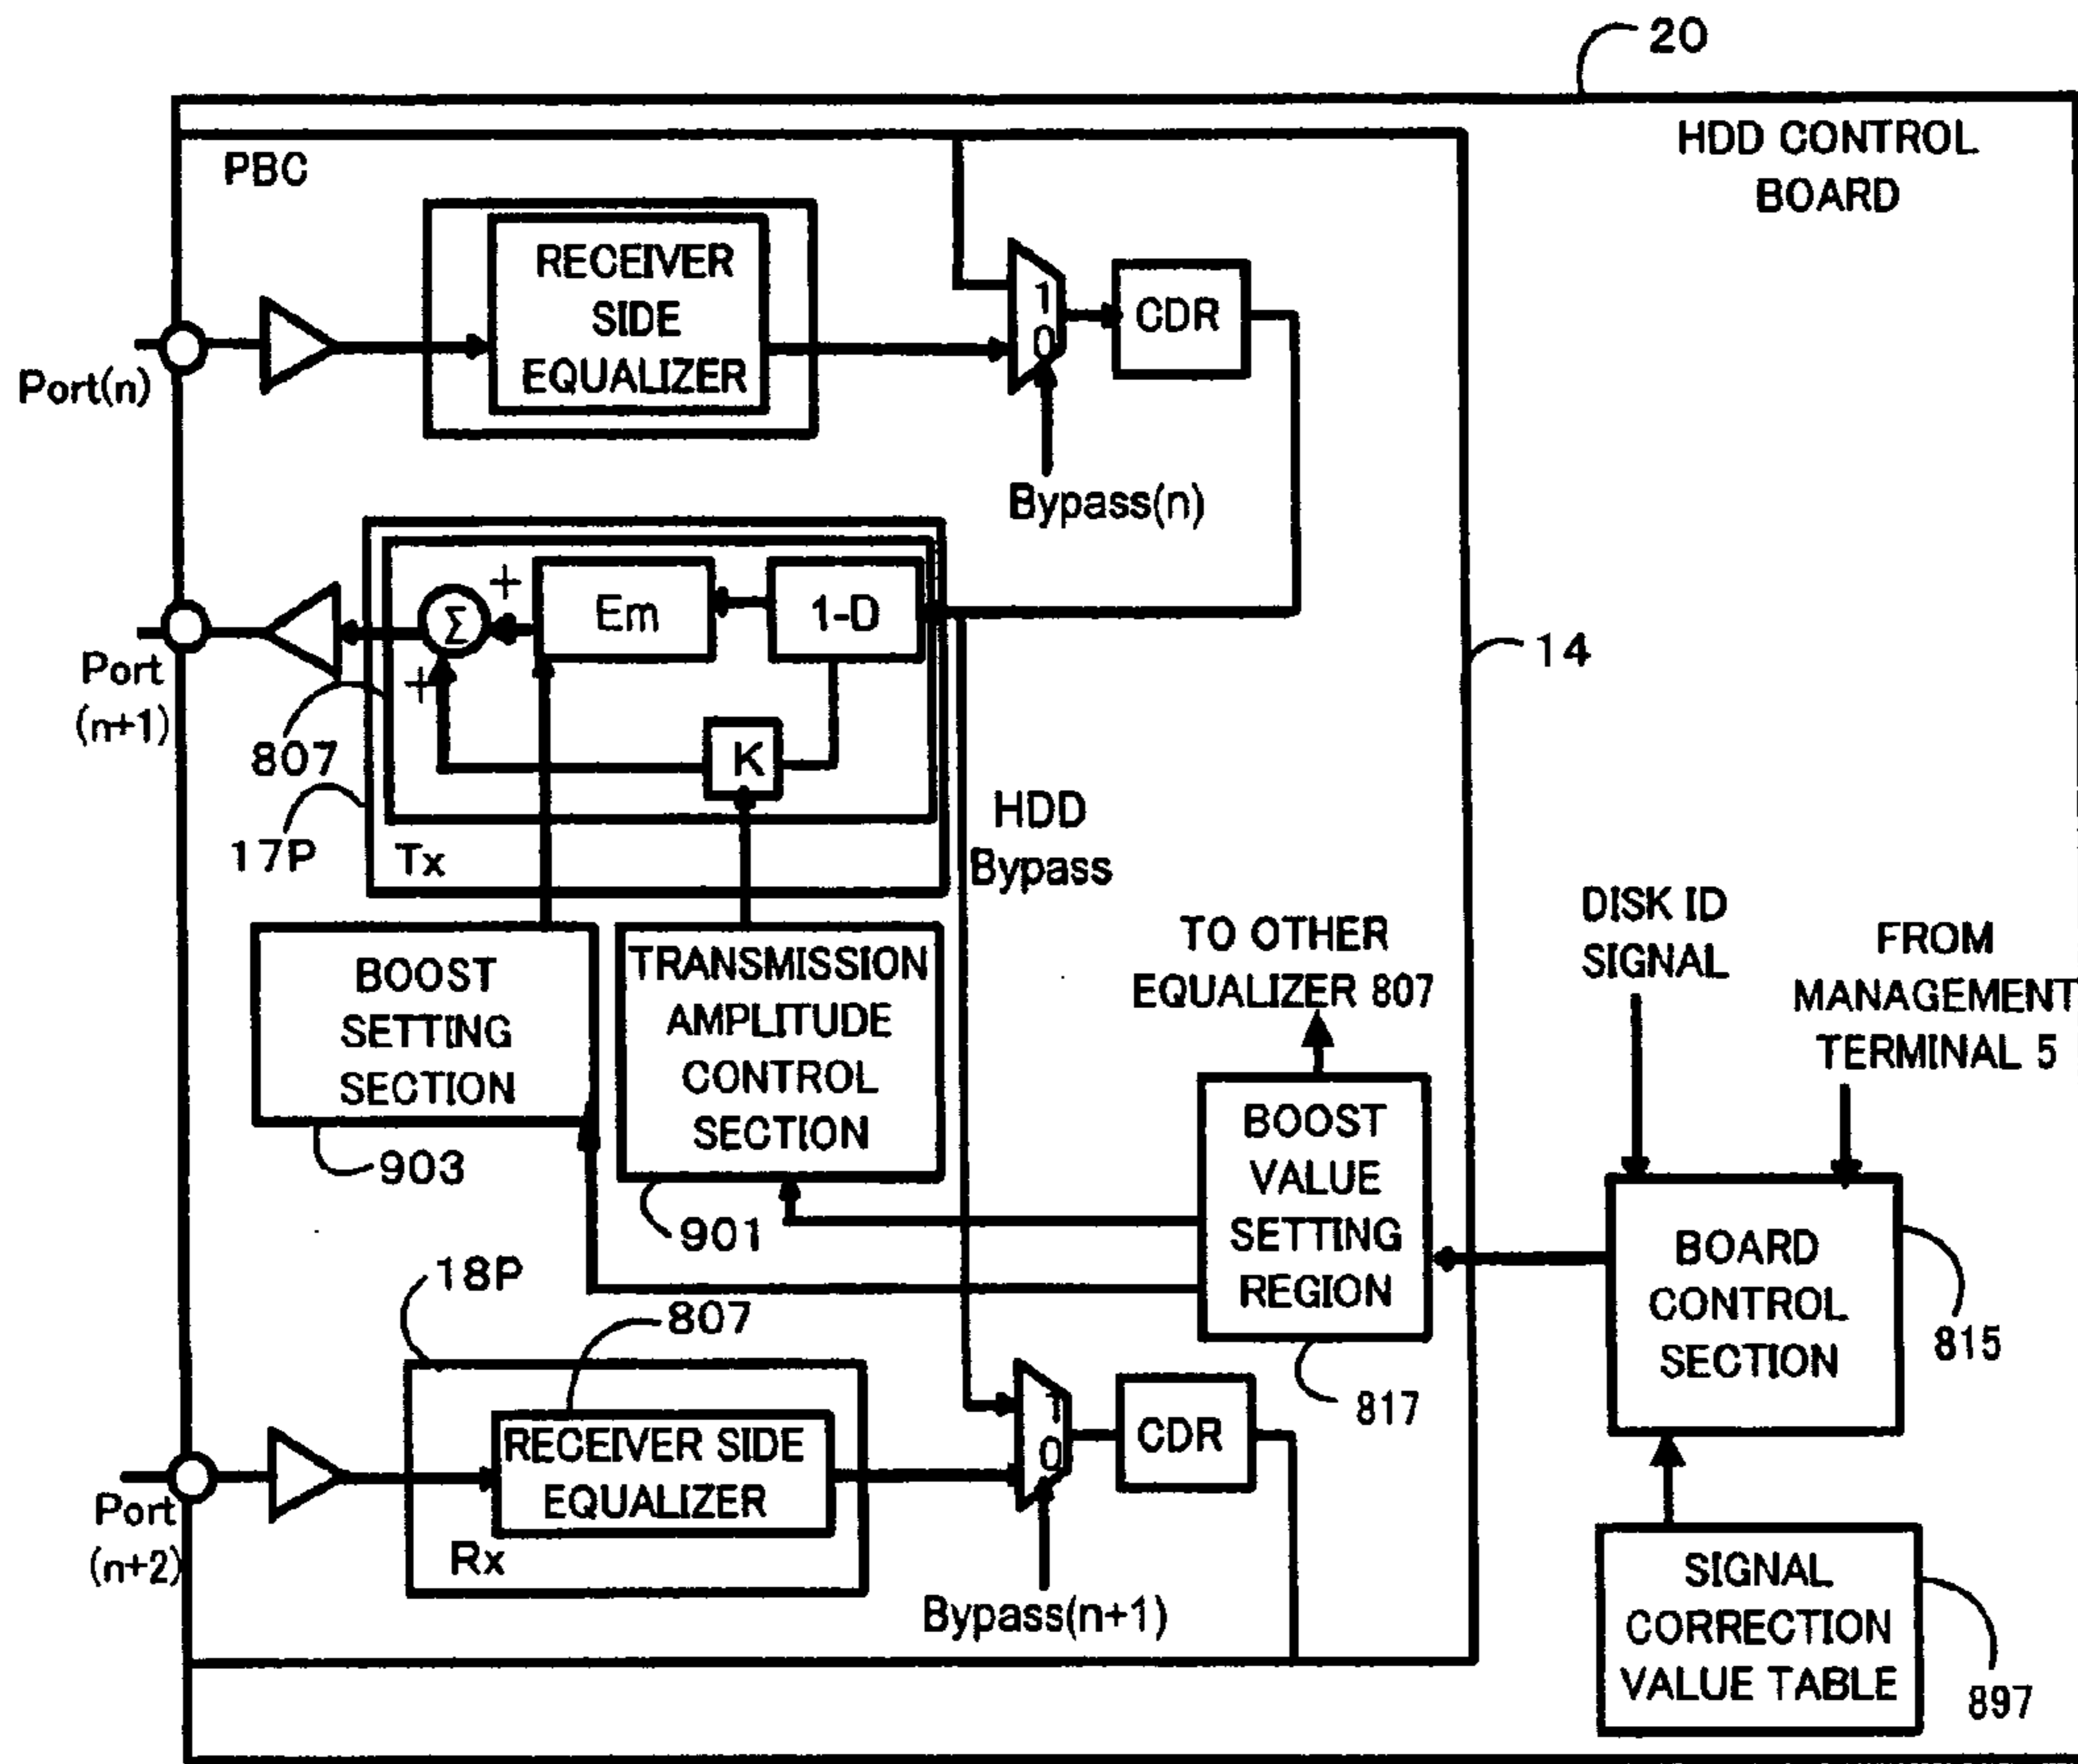 20
HDD CONTROL
BOARD
PBC
RECEIVER
SIDE
EQUALIZER
1
0
CDR
Port(n)
Bypass(n)
+
Σ
Em
1-D
14
Port
(n+1)
+
K
807
17P
Tx
HDD
Bypass
BOOST
SETTING
SECTION
903
TRANSMISSION
AMPLITUDE
CONTROL
SECTION
901
TO OTHER
EQUALIZER 807
DISK ID
SIGNAL
FROM
MANAGEMENT
TERMINAL 5
BOOST
VALUE
SETTING
REGION
817
BOARD
CONTROL
SECTION
815
18P
807
RECEIVER SIDE
EQUALIZER
Rx
1
0
CDR
Port
(n+2)
Bypass(n+1)
SIGNAL
CORRECTION
VALUE TABLE
897